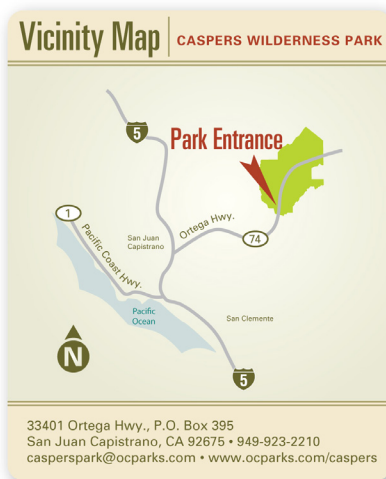 Vicinity Map
CASPERS WILDERNESS PARK
5
Park Entrance
1
Pacific Coast Hwy.
San Juan
Capistrano
Ortega Hwy.
74
Pacific
Ocean
San Clemente
N
5
33401 Ortega Hwy., P.O. Box 395
San Juan Capistrano, CA 92675 • 949-923-2210
casperspark@ocparks.com • www.ocparks.com/caspers